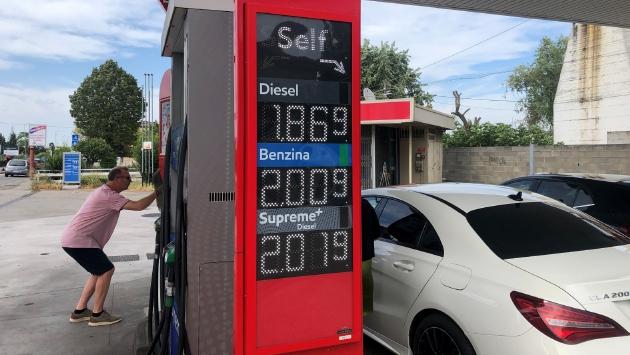 Self
Diesel
1.869
Benzina
2.009
Supreme+
Diesel
2.019
CLA 200